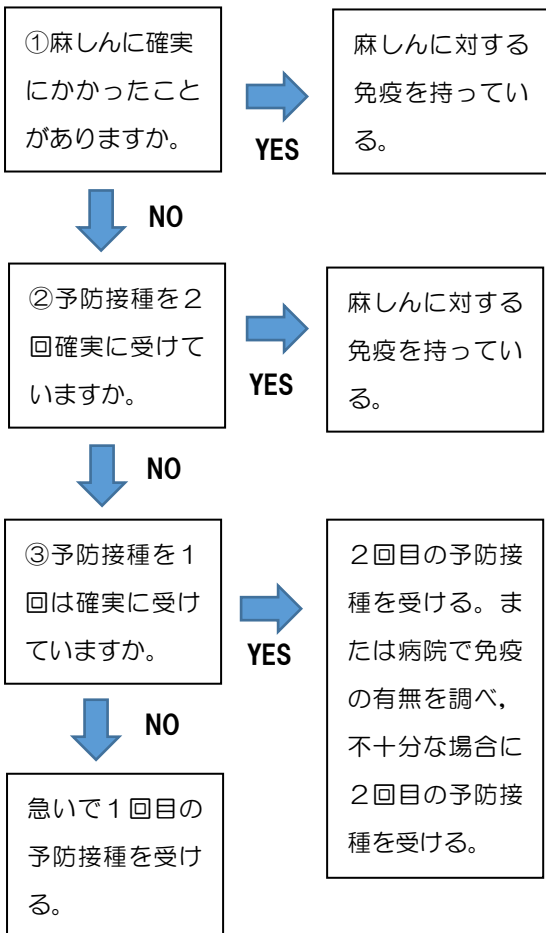 ①麻しんに確実
にかかったこと
がありますか。
YES
麻しんに対する
免疫を持ってい
る。
NO
②予防接種を２
回確実に受けて
いますか。
YES
麻しんに対する
免疫を持ってい
る。
NO
③予防接種を１
回は確実に受け
ていますか。
YES
２回目の予防接
種を受ける。ま
たは病院で免疫
の有無を調べ，
不十分な場合に
２回目の予防接
種を受ける。
NO
急いで１回目の
予防接種を受け
る。